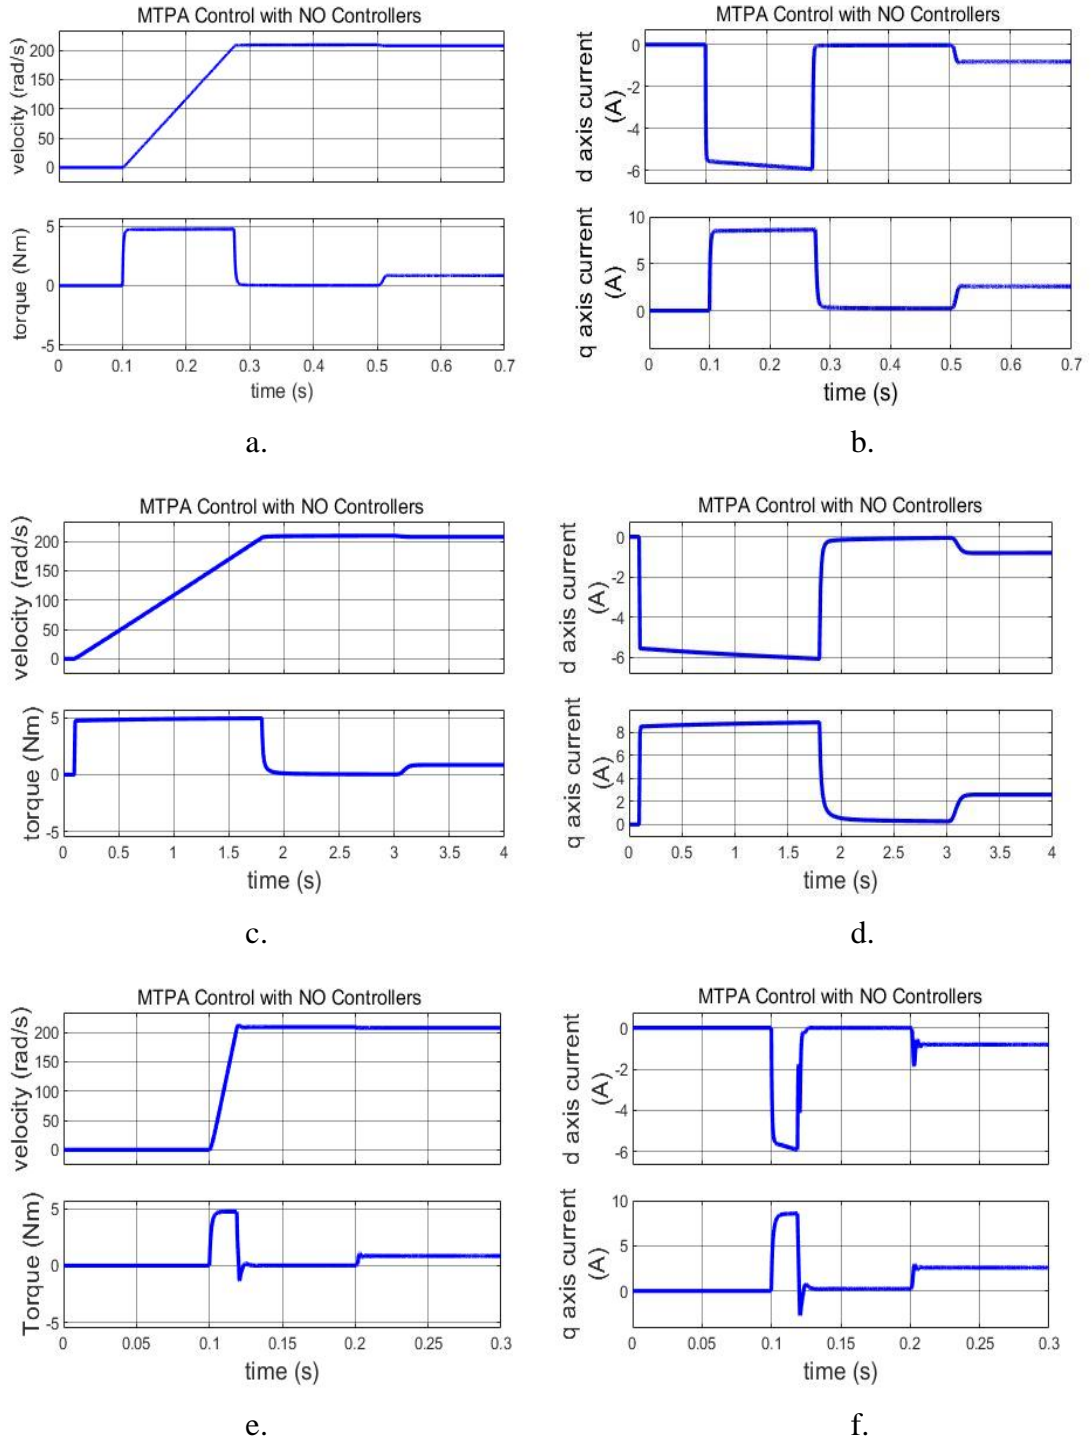 MTPA Control with NO Controllers
velocity (rad/s)
200
150
100
50
0
torque (Nm)
5
0
-5
0 0.1 0.2 0.3 0.4 0.5 0.6 0.7
time (s)
a.
MTPA Control with NO Controllers
d axis current
(A)
0
-2
-4
-6
q axis current
(A)
10
5
0
0 0.1 0.2 0.3 0.4 0.5 0.6 0.7
time (s)
b.
MTPA Control with NO Controllers
velocity (rad/s)
200
150
100
50
0
torque (Nm)
5
0
-5
0 0.5 1 1.5 2 2.5 3 3.5 4
time (s)
c.
MTPA Control with NO Controllers
d axis current
(A)
0
-2
-4
-6
q axis current
(A)
8
6
4
2
0
0 0.5 1 1.5 2 2.5 3 3.5 4
time (s)
d.
MTPA Control with NO Controllers
velocity (rad/s)
200
150
100
50
0
Torque (Nm)
5
0
-5
0 0.05 0.1 0.15 0.2 0.25 0.3
time (s)
e.
MTPA Control with NO Controllers
d axis current
(A)
0
-2
-4
-6
q axis current
(A)
10
5
0
0 0.05 0.1 0.15 0.2 0.25 0.3
time (s)
f.